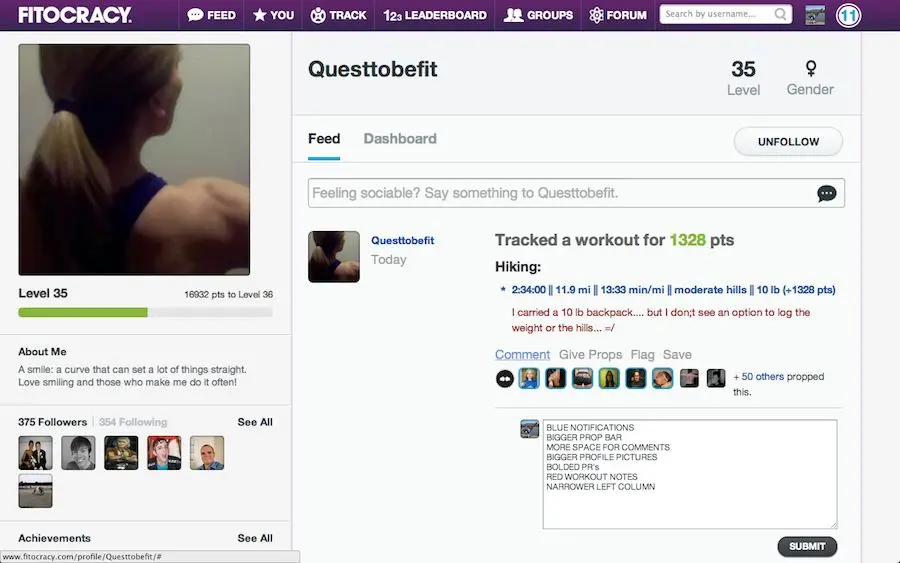 FITOCRACY.
FEED
YOU
TRACK
123 LEADERBOARD
GROUPS
FORUM
Search by username...
11
Questtobefit
35
Level
Gender
Feed
Dashboard
UNFOLLOW
Feeling sociable? Say something to Questtobefit.
Questtobefit
Today
Tracked a workout for 1328 pts
Hiking:
* 2:34:00 || 11.9 mi || 13:33 min/mi || moderate hills || 10 lb (+1328 pts)
I carried a 10 lb backpack.... but I don;t see an option to log the
weight or the hills... =/
Comment Give Props Flag Save
+ 50 others propped
this.
BLUE NOTIFICATIONS
BIGGER PROP BAR
MORE SPACE FOR COMMENTS
BIGGER PROFILE PICTURES
BOLDED PR's
RED WORKOUT NOTES
NARROWER LEFT COLUMN
SUBMIT
Level 35
16932 pts to Level 36
About Me
A smile: a curve that can set a lot of things straight.
Love smiling and those who make me do it often!
375 Followers | 354 Following
See All
Achievements
See All
www.fitocracy.com/profile/Questtobefit/#